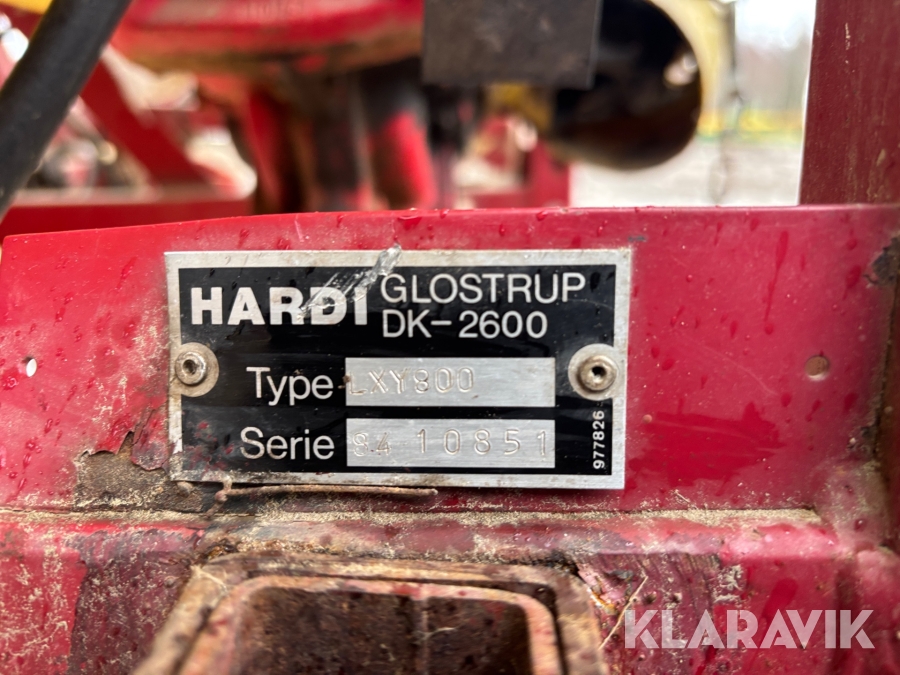 HARDI GLOSTRUP
DK-2600
Type LXY800
Serie 84 10851
977826
KLARAVIK